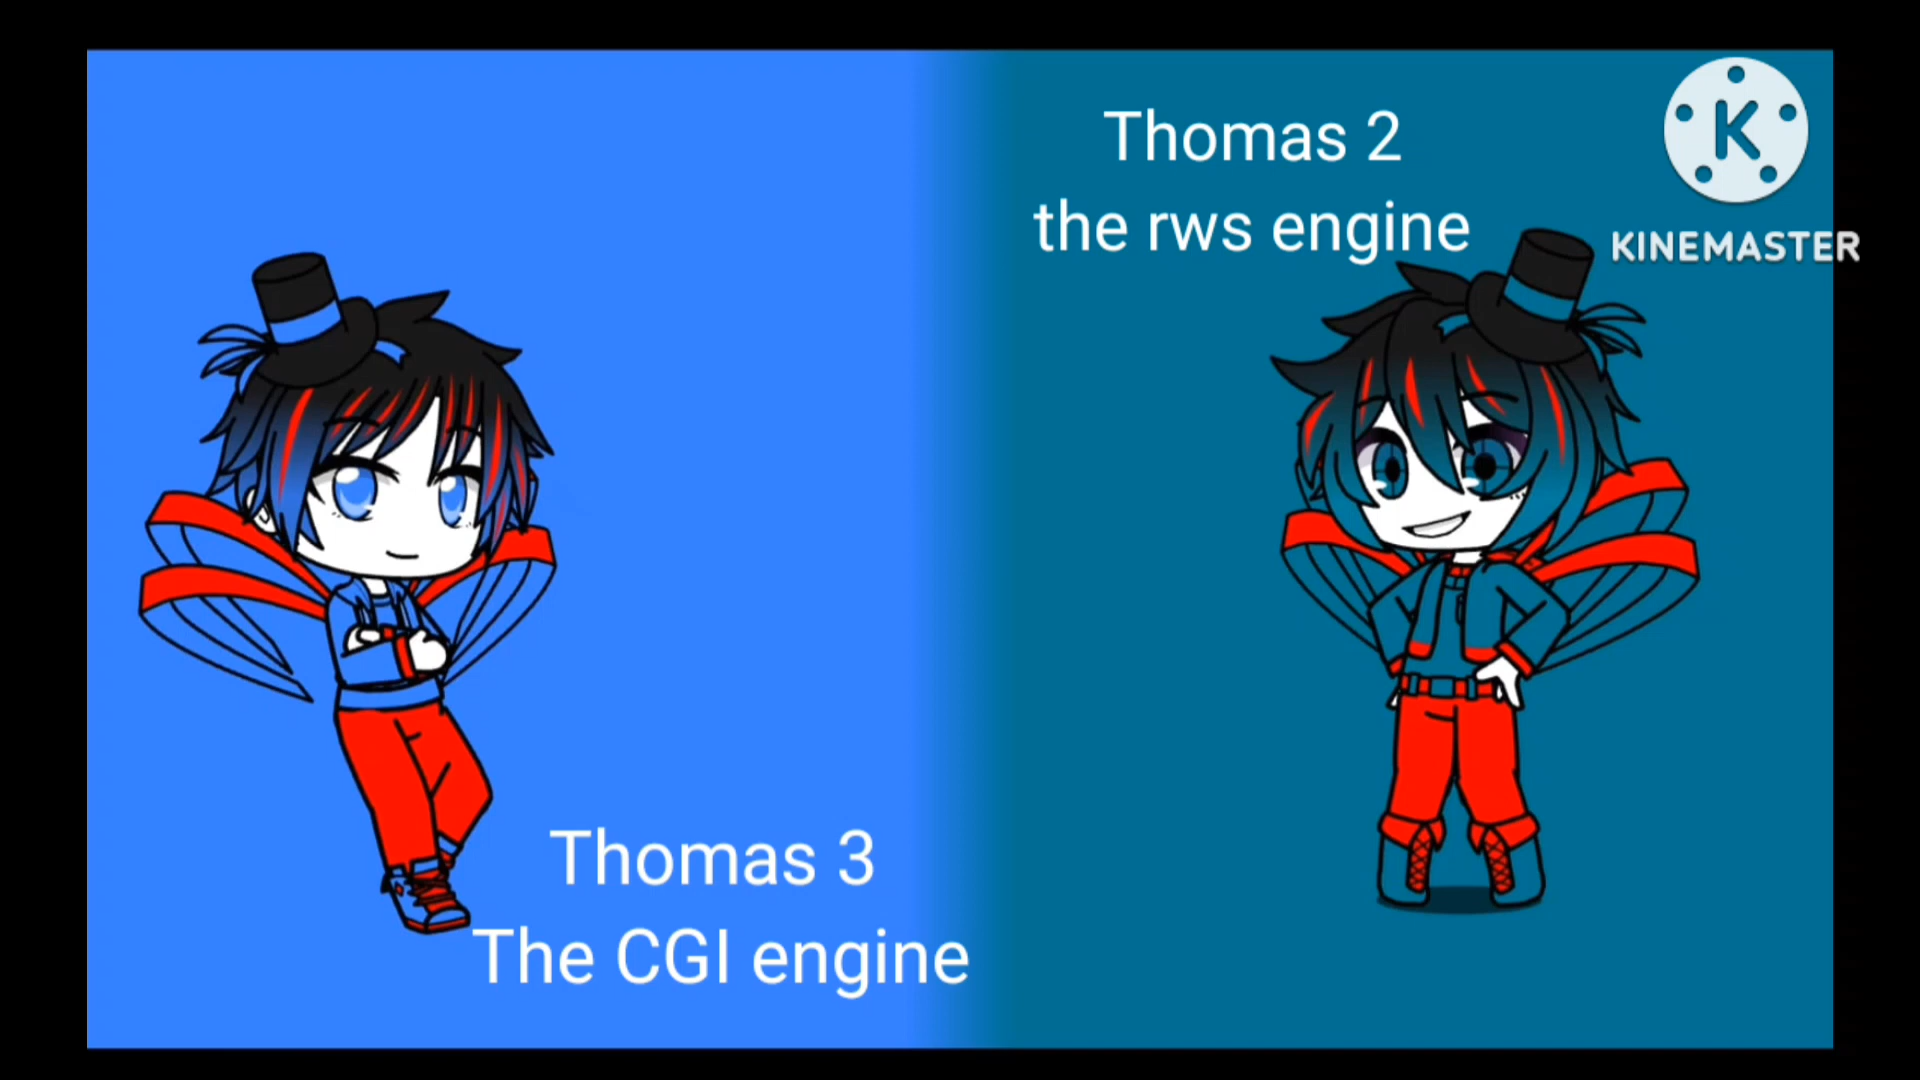 Thomas 2
the rws engine
K
KINEMASTER
Thomas 3
The CGI engine